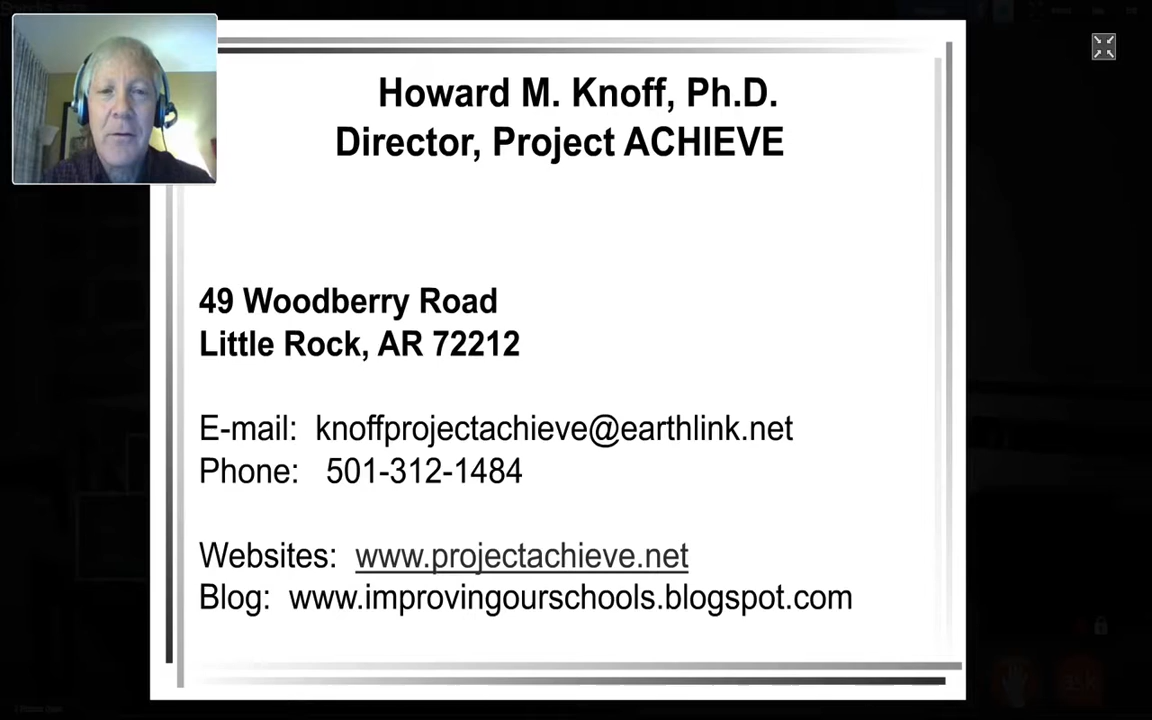 Howard M. Knoff, Ph.D.
Director, Project ACHIEVE
49 Woodberry Road
Little Rock, AR 72212
E-mail: knoffprojectachieve@earthlink.net
Phone: 501-312-1484
Websites: www.projectachieve.net
Blog: www.improvingourschools.blogspot.com